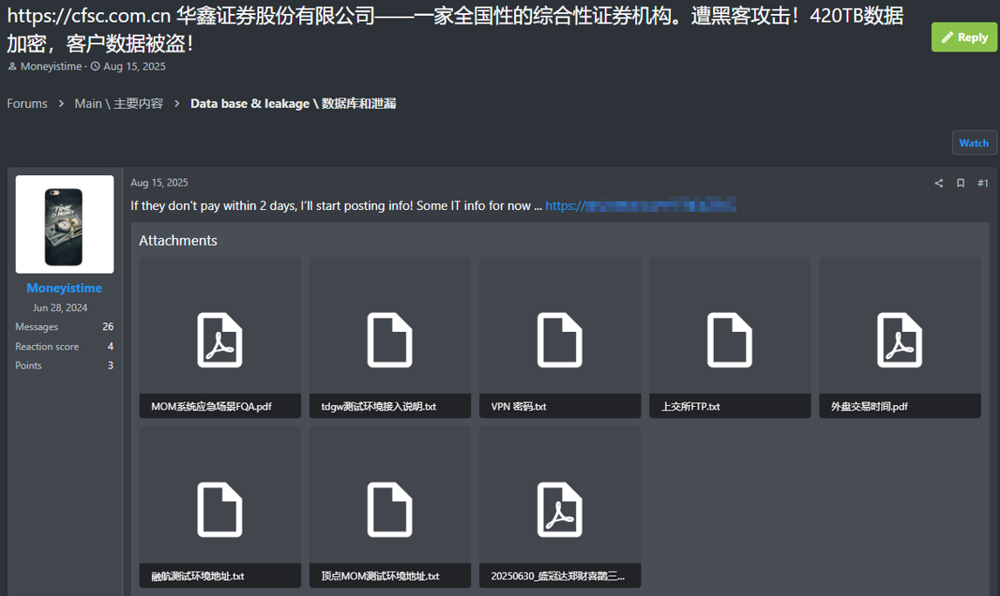 https://cfsc.com.cn 华鑫证券股份有限公司——一家全国性的综合性证券机构。遭黑客攻击！420TB数据
加密，客户数据被盗！
Reply
Moneyistime · Aug 15, 2025
Forums > Main \ 主要内容 > Data base & leakage \ 数据库和泄漏
Watch
Aug 15, 2025
#1
If they don't pay within 2 days, I'll start posting info! Some IT info for now ... https://
TIME is MONEY
Moneyistime
Jun 28, 2024
Messages 26
Reaction score 4
Points 3
Attachments
MOM系统应急场景FQA.pdf
tdgw测试环境接入说明.txt
VPN 密码.txt
上交所FTP.txt
外盘交易时间.pdf
融航测试环境地址.txt
顶点MOM测试环境地址.txt
20250630_盛冠达郑财喜鹊三...